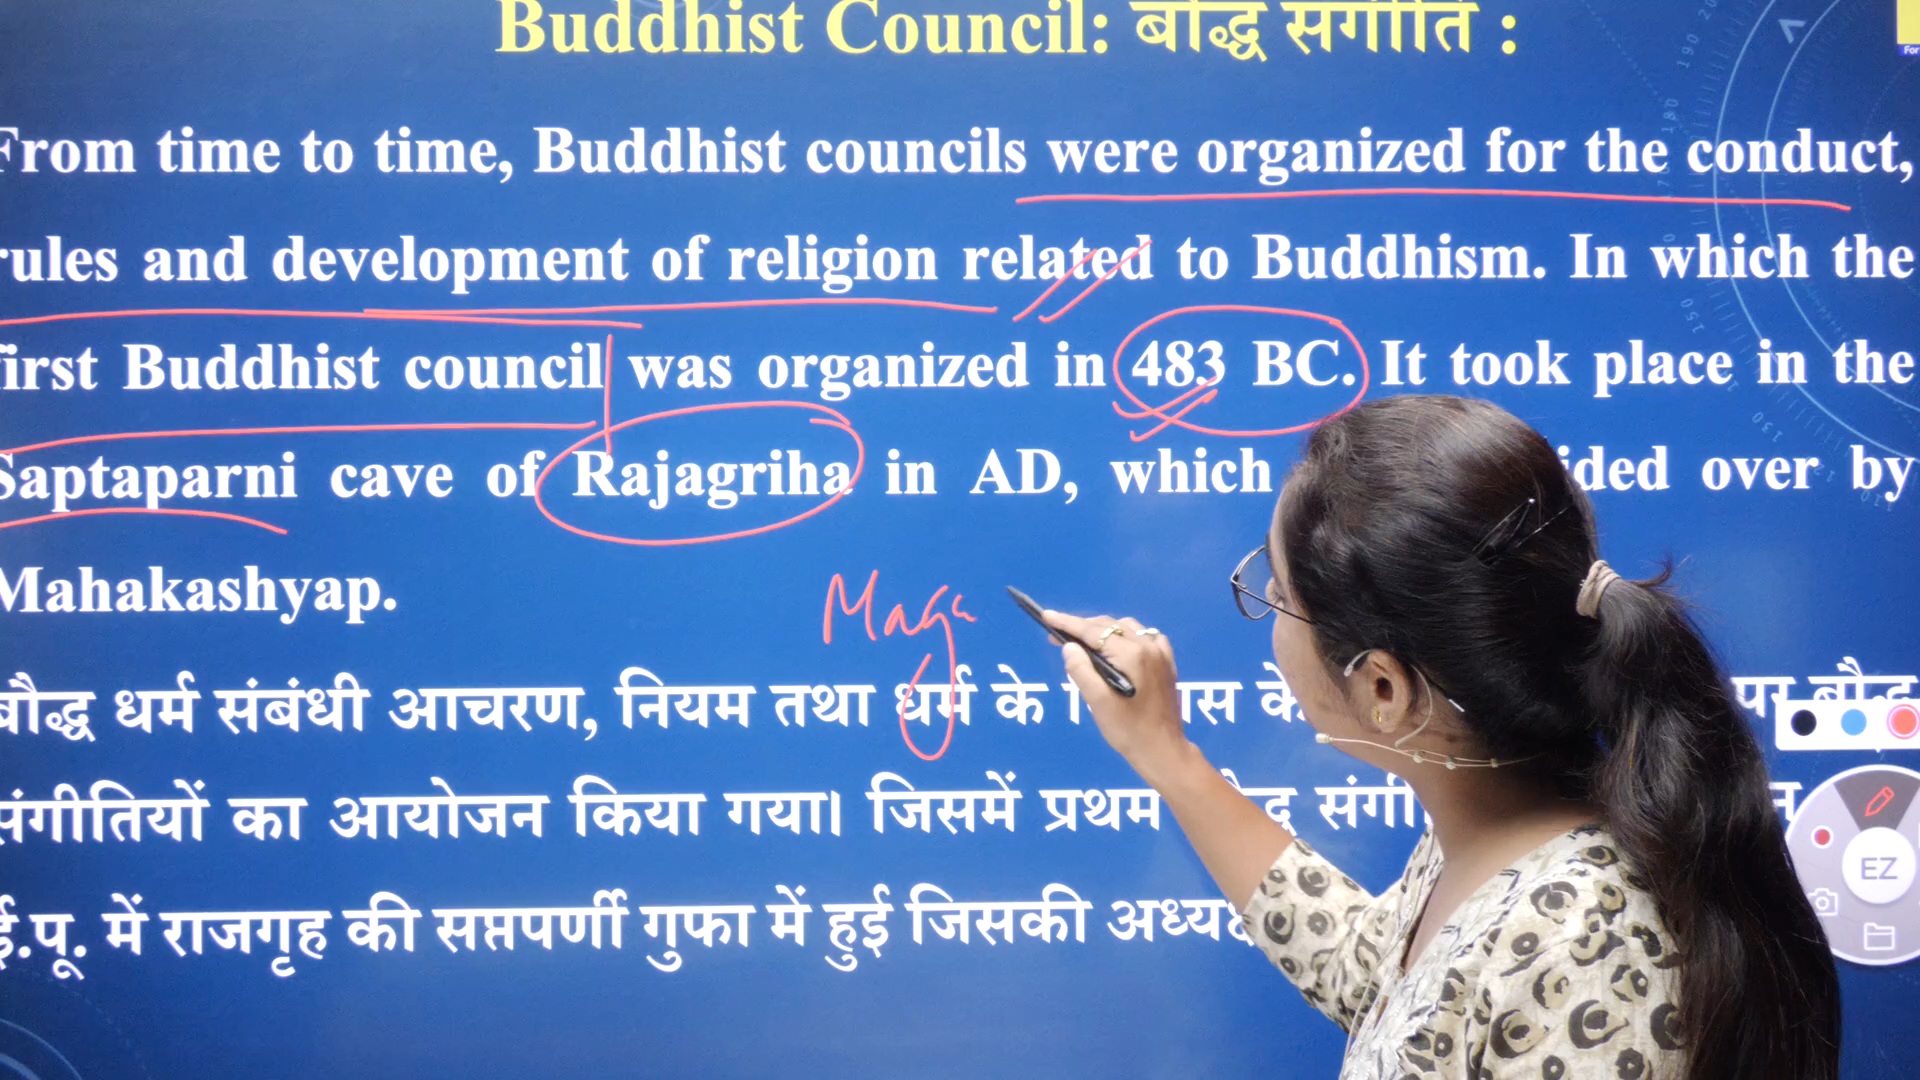 Buddhist Council: बौद्ध संगीति :
From time to time, Buddhist councils were organized for the conduct,
rules and development of religion related to Buddhism. In which the
first Buddhist council was organized in 483 BC. It took place in the
Saptaparni cave of Rajagriha in AD, which ided over by
Mahakashyap.
Maga
बौद्ध धर्म संबंधी आचरण, नियम तथा धर्म के पर बौद्ध
संगीतियों का आयोजन किया गया। जिसमें प्रथम बौद्ध संगी
ई.पू. में राजगृह की सप्तपर्णी गुफा में हुई जिसकी अध्यक्ष
EZ
For